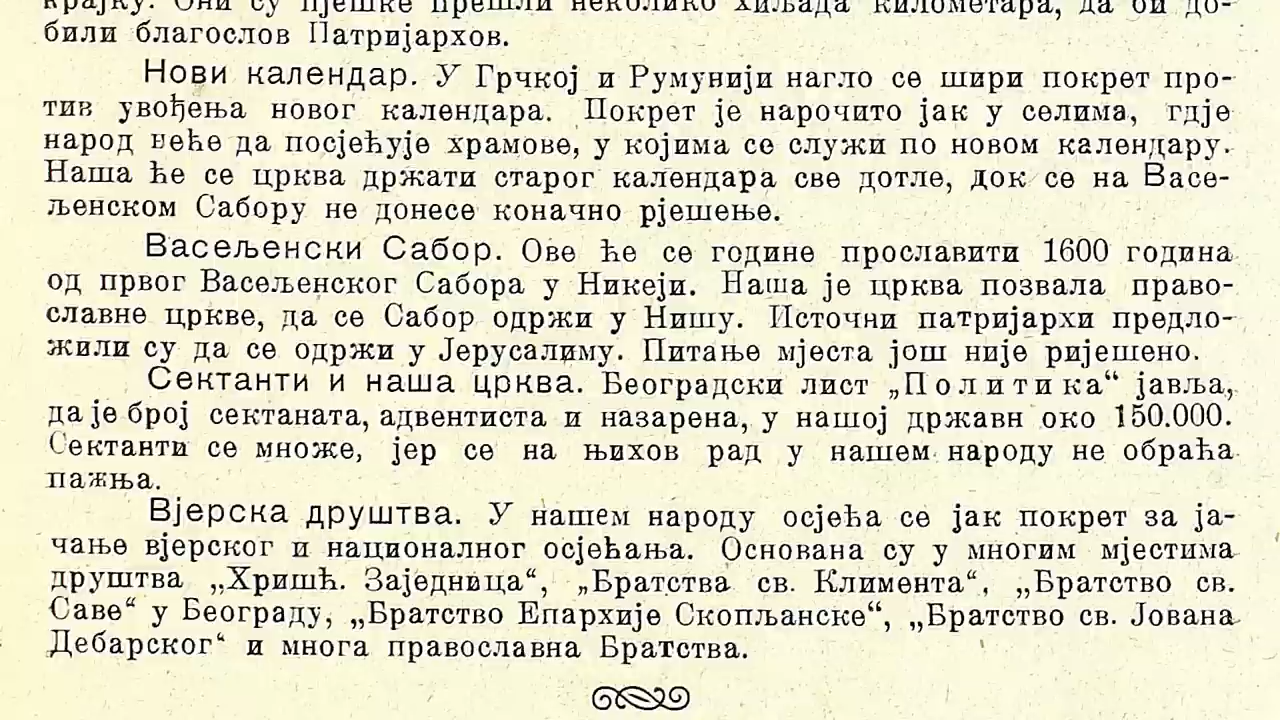 крајку. Они су пјешке прешли неколико хиљада километара, да би до-
били благослов Патријархов.
Нови календар. У Грчкој и Румунији нагло се шири покрет про-
тив увођења новог календара. Покрет је нарочито јак у селима, гдје
народ неће да посјећује храмове, у којима се служи по новом календару.
Наша ће се црква држати старог календара све дотле, док се на Васе-
љенском Сабору не донесе коначно рјешење.
Васељенски Сабор. Ове ће се године прославити 1600 година
од првог Васељенског Сабора у Никеји. Наша је црква позвала право-
славне цркве, да се Сабор одржи у Нишу. Источни патријархи предло-
жили су да се одржи у Јерусалиму. Питање мјеста још није ријешено.
Сектанти и наша црква. Београдски лист „Политика“ јавља,
да је број сектаната, адвентиста и назарена, у нашој државн око 150.000.
Сектанти се множе, јер се на њихов рад у нашем народу не обраћа
пажња.
Вјерска друштва. У нашем народу осјећа се јак покрет за ја-
чање вјерског и националног осјећања. Основана су у многим мјестима
друштва „Хришћ. Заједница“, „Братства св. Климента“, „Братство св.
Саве“ у Београду, „Братство Епархије Скопљанске“, „Братство св. Јована
Дебарског“ и многа православна Братства.